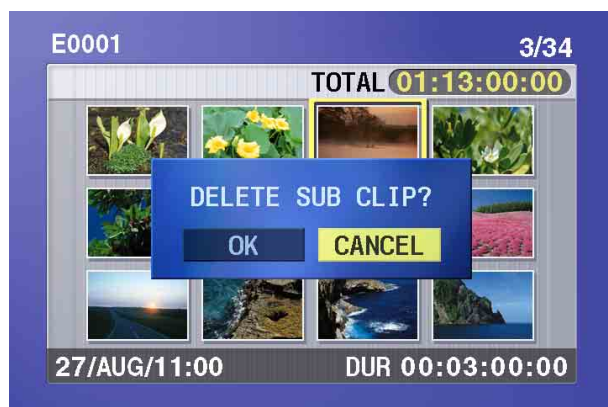 E0001 3/34
TOTAL 01:13:00:00
DELETE SUB CLIP?
OK CANCEL
27/AUG/11:00 DUR 00:03:00:00